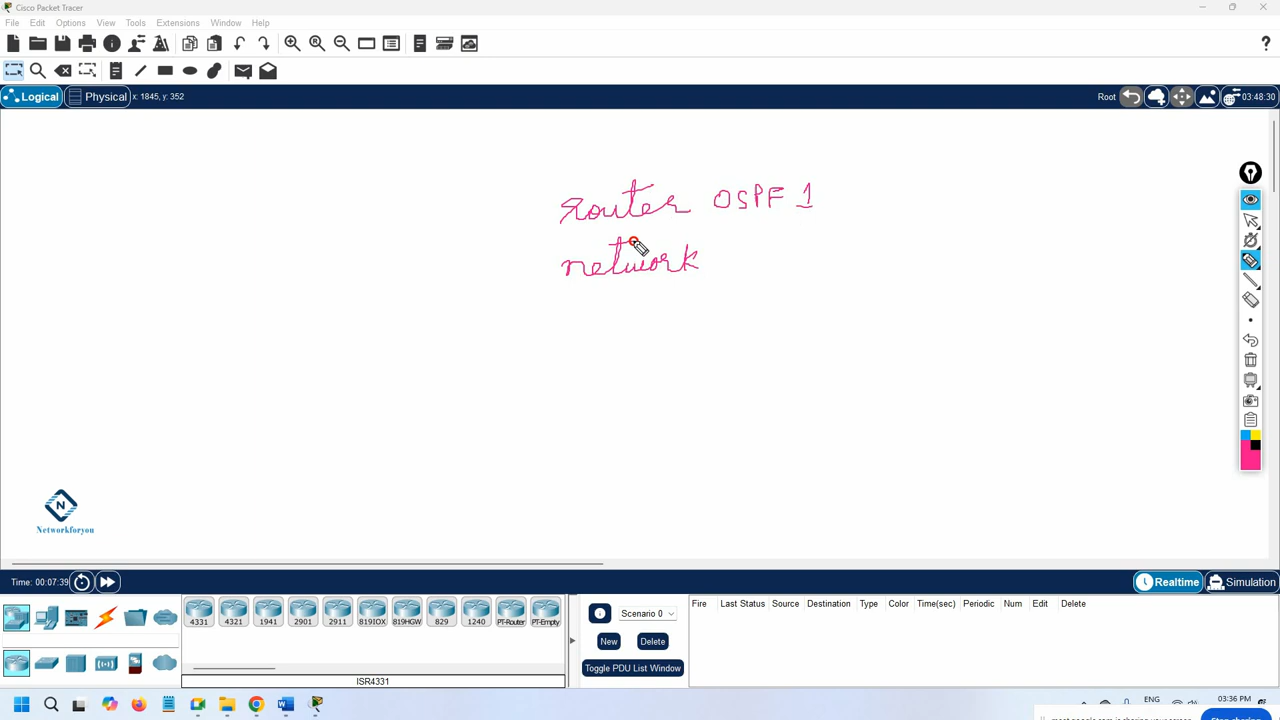 Cisco Packet Tracer
File Edit Options View Tools Extensions Window Help
Logical Physical x: 1845, y: 352 Root 03:48:30
router OSPF 1
network
N
Networkforyou
Time: 00:07:39 Realtime Simulation
4331 4321 1941 2901 2911 819IOX 819HGW 829 1240 PT-Router PT-Empty
ISR4331
Scenario 0
New Delete
Toggle PDU List Window
Fire Last Status Source Destination Type Color Time(sec) Periodic Num Edit Delete
ENG
IN
03:36 PM